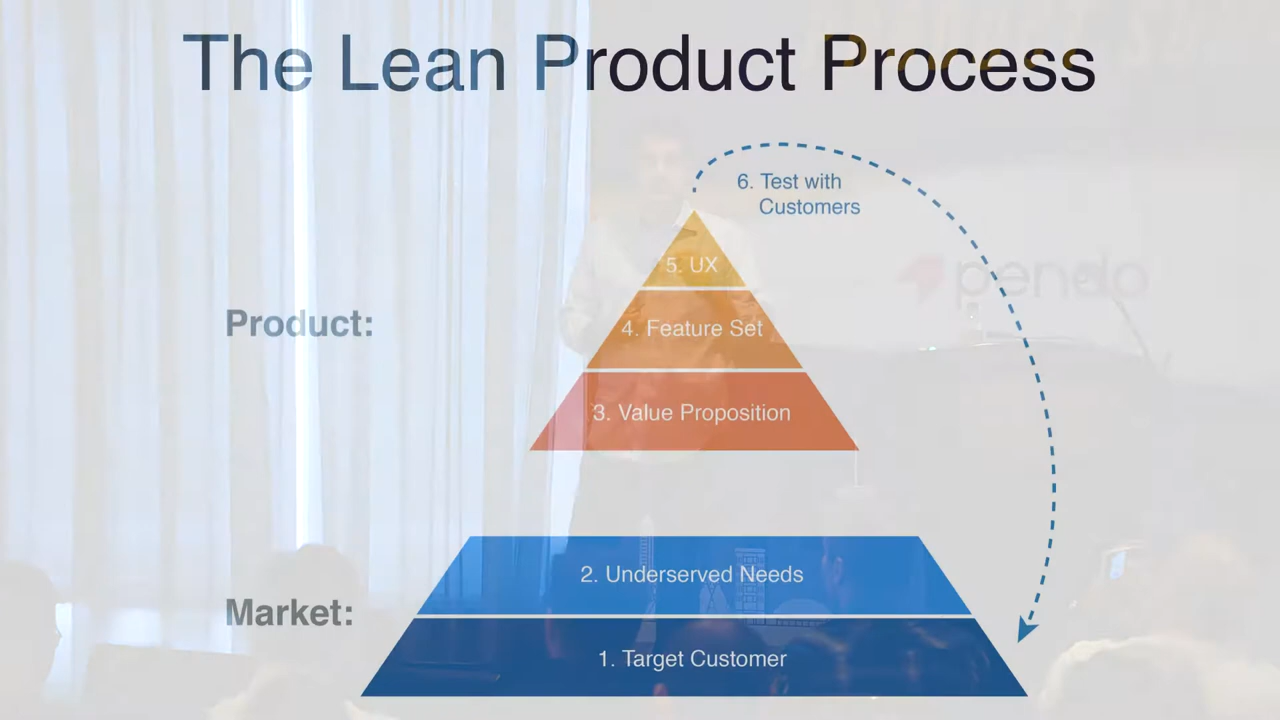 The Lean Product Process
6. Test with
Customers
5. UX
pendo
Product:
4. Feature Set
3. Value Proposition
2. Underserved Needs
Market:
1. Target Customer